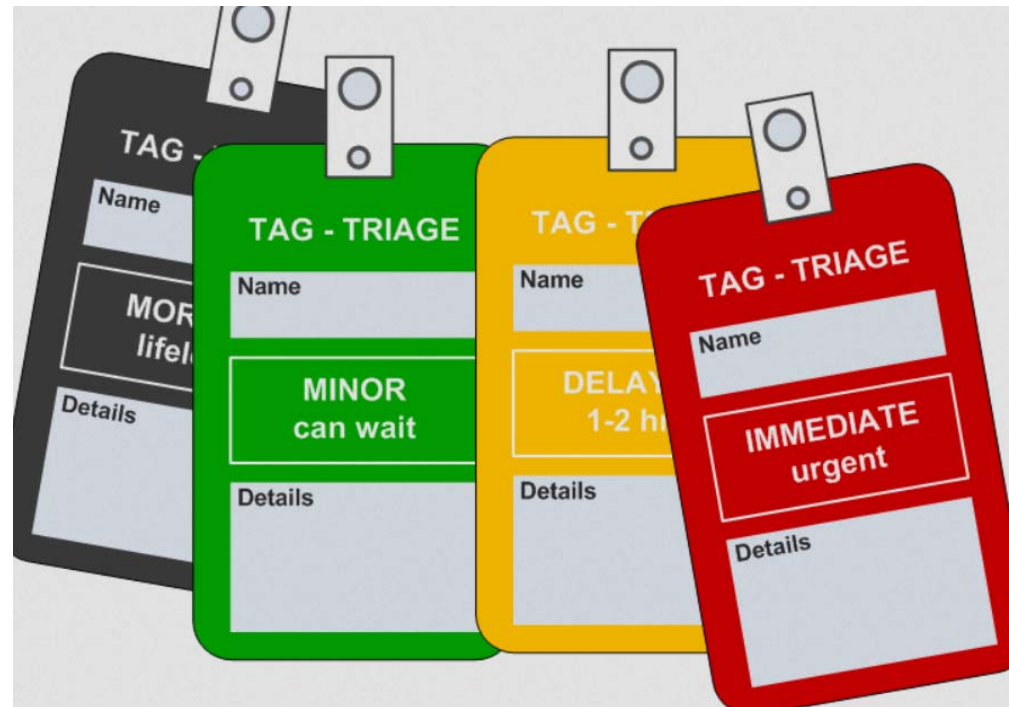 TAG -
Name
MOR
lifel
Details
TAG - TRIAGE
Name
MINOR
can wait
Details
TAG - T
Name
DELAY
1-2 h
Details
TAG - TRIAGE
Name
IMMEDIATE
urgent
Details